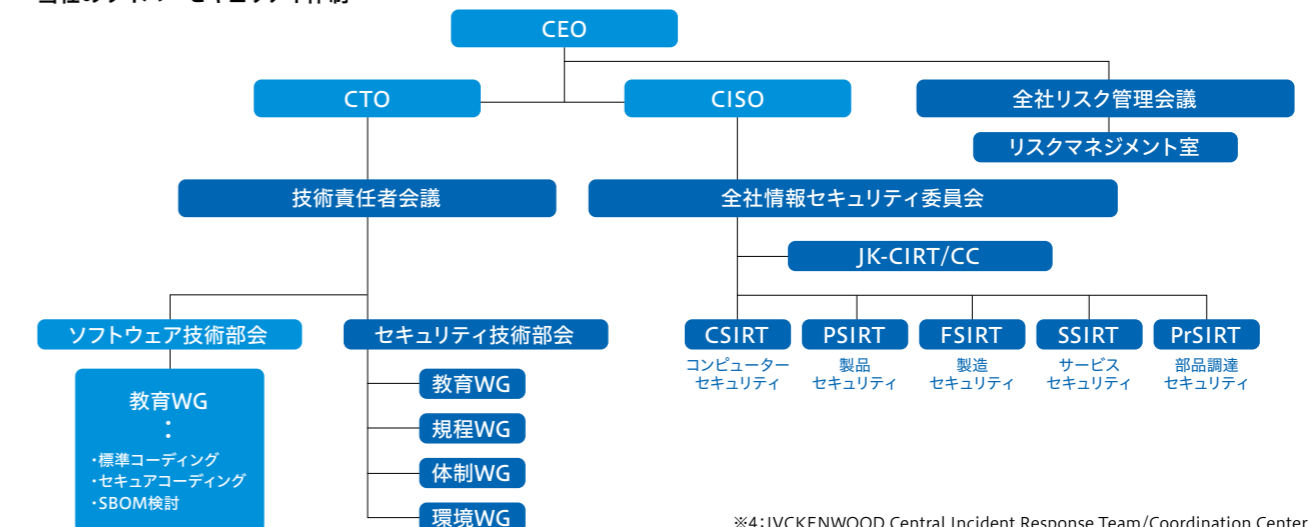 CEO
CTO
CISO
全社リスク管理会議
リスクマネジメント室
技術責任者会議
全社情報セキュリティ委員会
JK-CIRT/CC
ソフトウェア技術部会
セキュリティ技術部会
CSIRT
PSIRT
FSIRT
SSIRT
PrSIRT
コンピューター
セキュリティ
製品
セキュリティ
製造
セキュリティ
サービス
セキュリティ
部品調達
セキュリティ
教育WG
：
・標準コーディング
・セキュアコーディング
・SBOM検討
教育WG
規程WG
体制WG
環境WG
※4：JVCKENWOOD Central Incident Response Team/Coordination Center